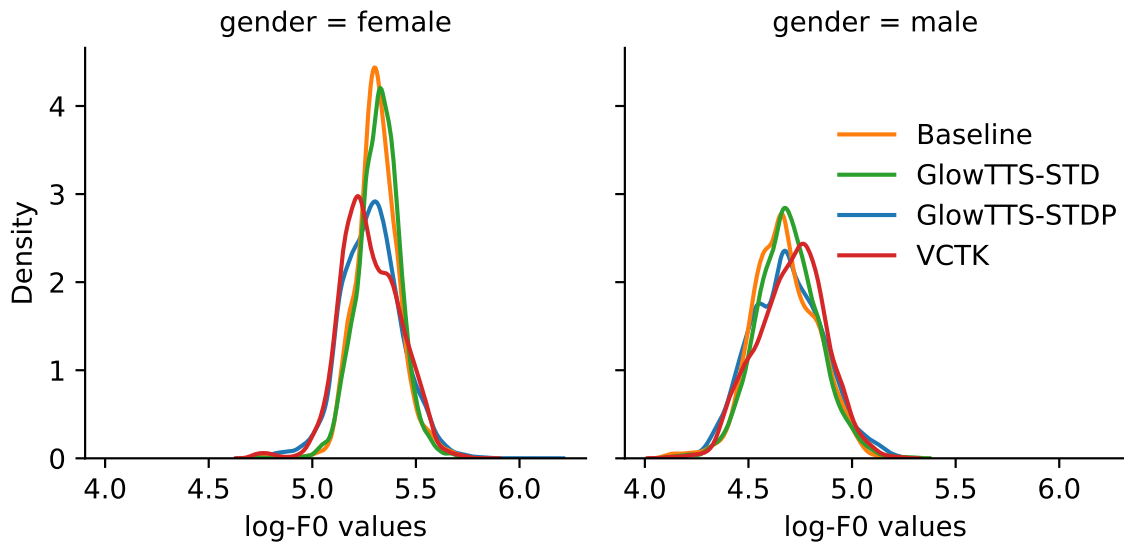 gender = female
gender = male
Density
4
3
2
1
0
Baseline
GlowTTS-STD
GlowTTS-STDP
VCTK
4.0 4.5 5.0 5.5 6.0
4.0 4.5 5.0 5.5 6.0
log-F0 values
log-F0 values